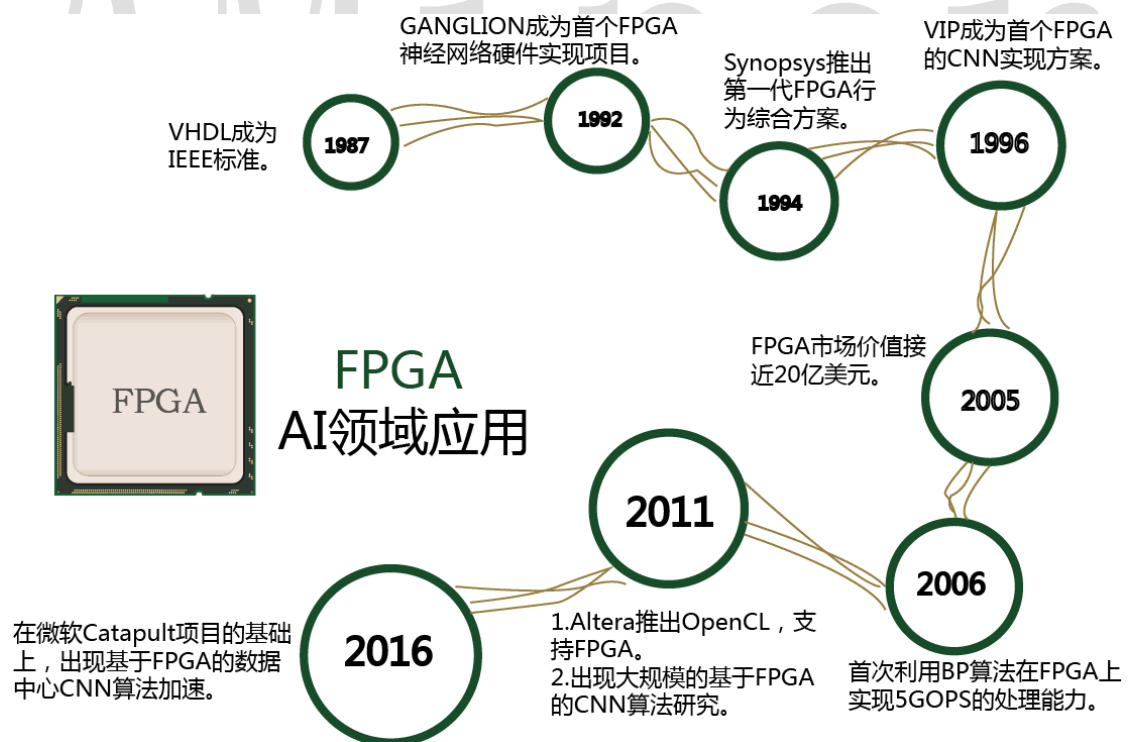 GANGLION成为首个FPGA
神经网络硬件实现项目。
VIP成为首个FPGA
的CNN实现方案。
Synopsys推出
第一代FPGA行
为综合方案。
VHDL成为
IEEE标准。
1987
1992
1994
1996
FPGA
FPGA
AI领域应用
FPGA市场价值接
近20亿美元。
2005
2011
2006
2016
在微软Catapult项目的基础
上，出现基于FPGA的数据
中心CNN算法加速。
1.Altera推出OpenCL，支
持FPGA。
2.出现大规模的基于FPGA
的CNN算法研究。
首次利用BP算法在FPGA上
实现5GOPS的处理能力。